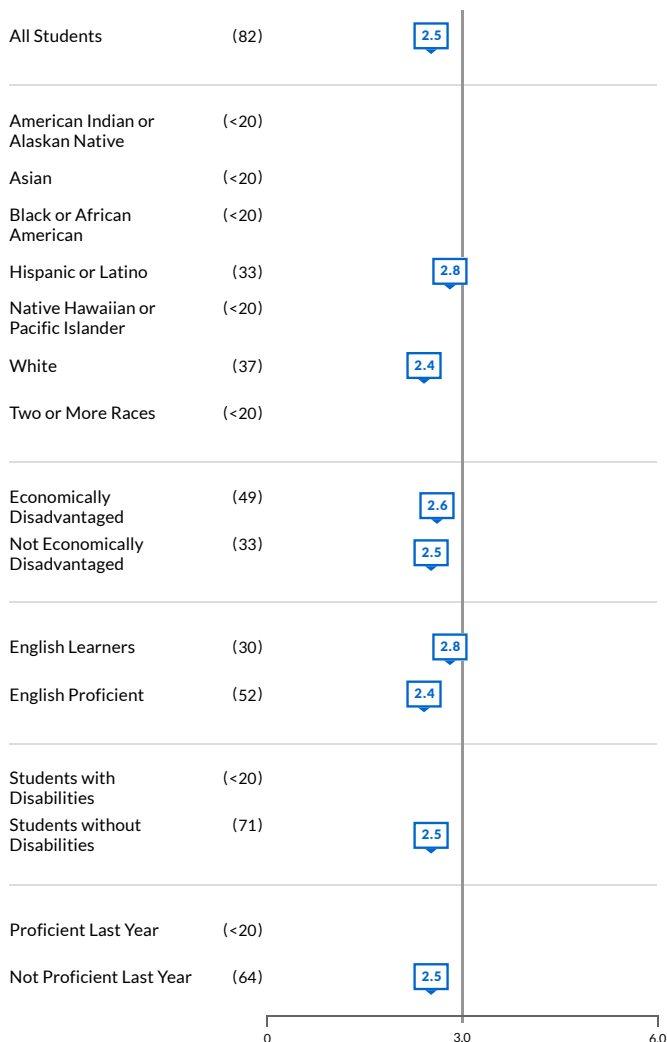 All Students (82) 2.5
American Indian or (<20)
Alaskan Native
Asian (<20)
Black or African (<20)
American
Hispanic or Latino (33) 2.8
Native Hawaiian or (<20)
Pacific Islander
White (37) 2.4
Two or More Races (<20)
Economically (49) 2.6
Disadvantaged
Not Economically (33) 2.5
Disadvantaged
English Learners (30) 2.8
English Proficient (52) 2.4
Students with (<20)
Disabilities
Students without (71) 2.5
Disabilities
Proficient Last Year (<20)
Not Proficient Last Year (64) 2.5
0 3.0 6.0